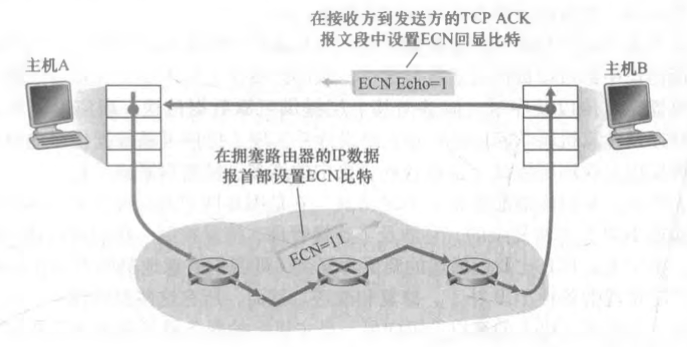 在接收方到发送方的TCP ACK
报文段中设置ECN回显比特
主机A
主机B
ECN Echo=1
在拥塞路由器的IP数据
报首部设置ECN比特
ECN=11